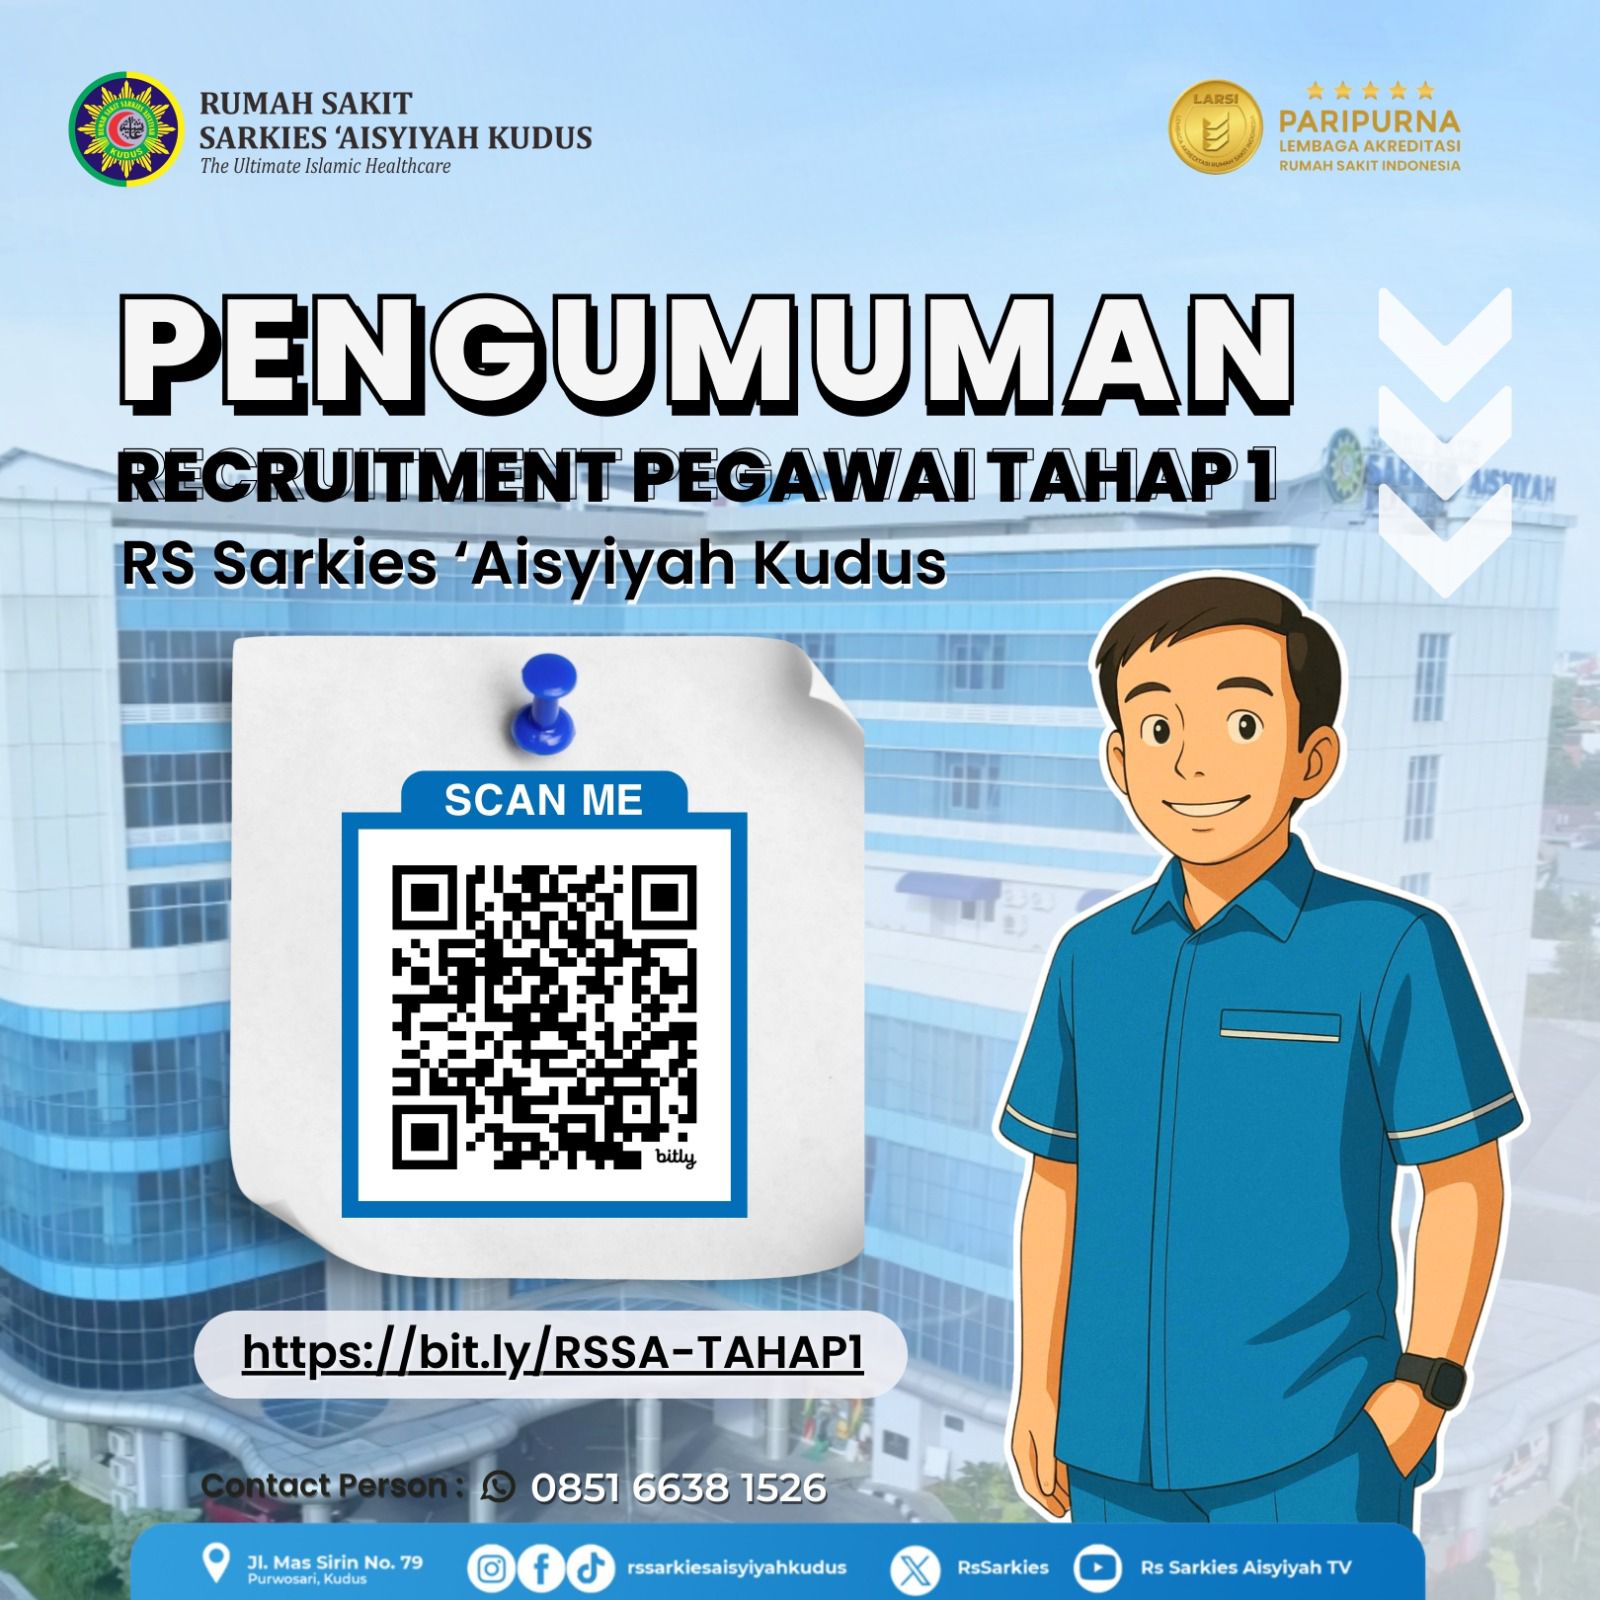 RUMAH SAKIT
SARKIES ‘AISYIYAH KUDUS
The Ultimate Islamic Healthcare
KUDUS
LARSI
PARIPURNA
LEMBAGA AKREDITASI
RUMAH SAKIT INDONESIA
PENGUMUMAN
RECRUITMENT PEGAWAI TAHAP 1
RS Sarkies ‘Aisyiyah Kudus
SCAN ME
bitly
https://bit.ly/RSSA-TAHAP1
Contact Person : 0851 6638 1526
Jl. Mas Sirin No. 79
Purwosari, Kudus
rssarkiesaisyiyahkudus
RsSarkies
Rs Sarkies Aisyiyah TV